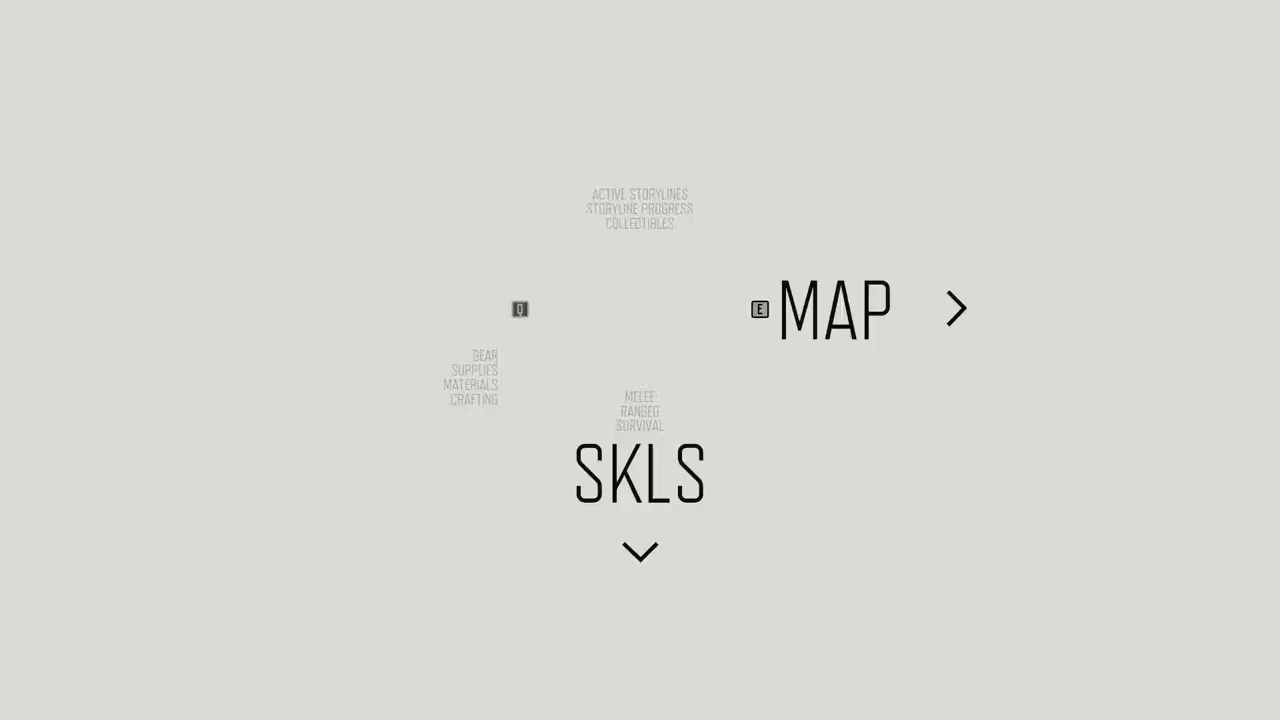 ACTIVE STORYLINES
STORYLINE PROGRESS
COLLECTIBLES
Q
E
MAP
GEAR
SUPPLIES
MATERIALS
CRAFTING
MELEE
RANGED
SURVIVAL
SKLS